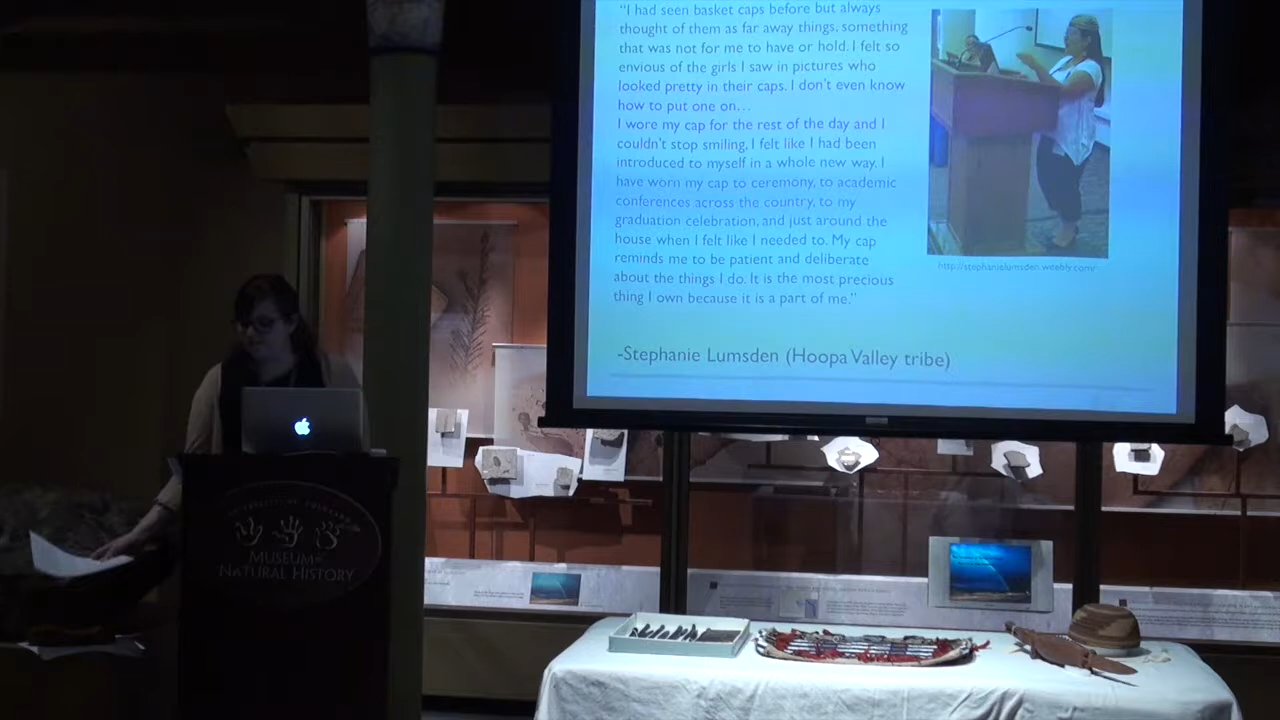 "I had seen basket caps before but always
thought of them as far away things, something
that was not for me to have or hold. I felt so
envious of the girls I saw in pictures who
looked pretty in their caps. I don't even know
how to put one on…
I wore my cap for the rest of the day and I
couldn't stop smiling, I felt like I had been
introduced to myself in a whole new way. I
have worn my cap to ceremony, to academic
conferences across the country, to my
graduation celebration, and just around the
house when I felt like I needed to. My cap
reminds me to be patient and deliberate
about the things I do. It is the most precious
thing I own because it is a part of me."
http://stephanielumsden.weebly.com/
-Stephanie Lumsden (Hoopa Valley tribe)
MUSEUM OF
NATURAL HISTORY